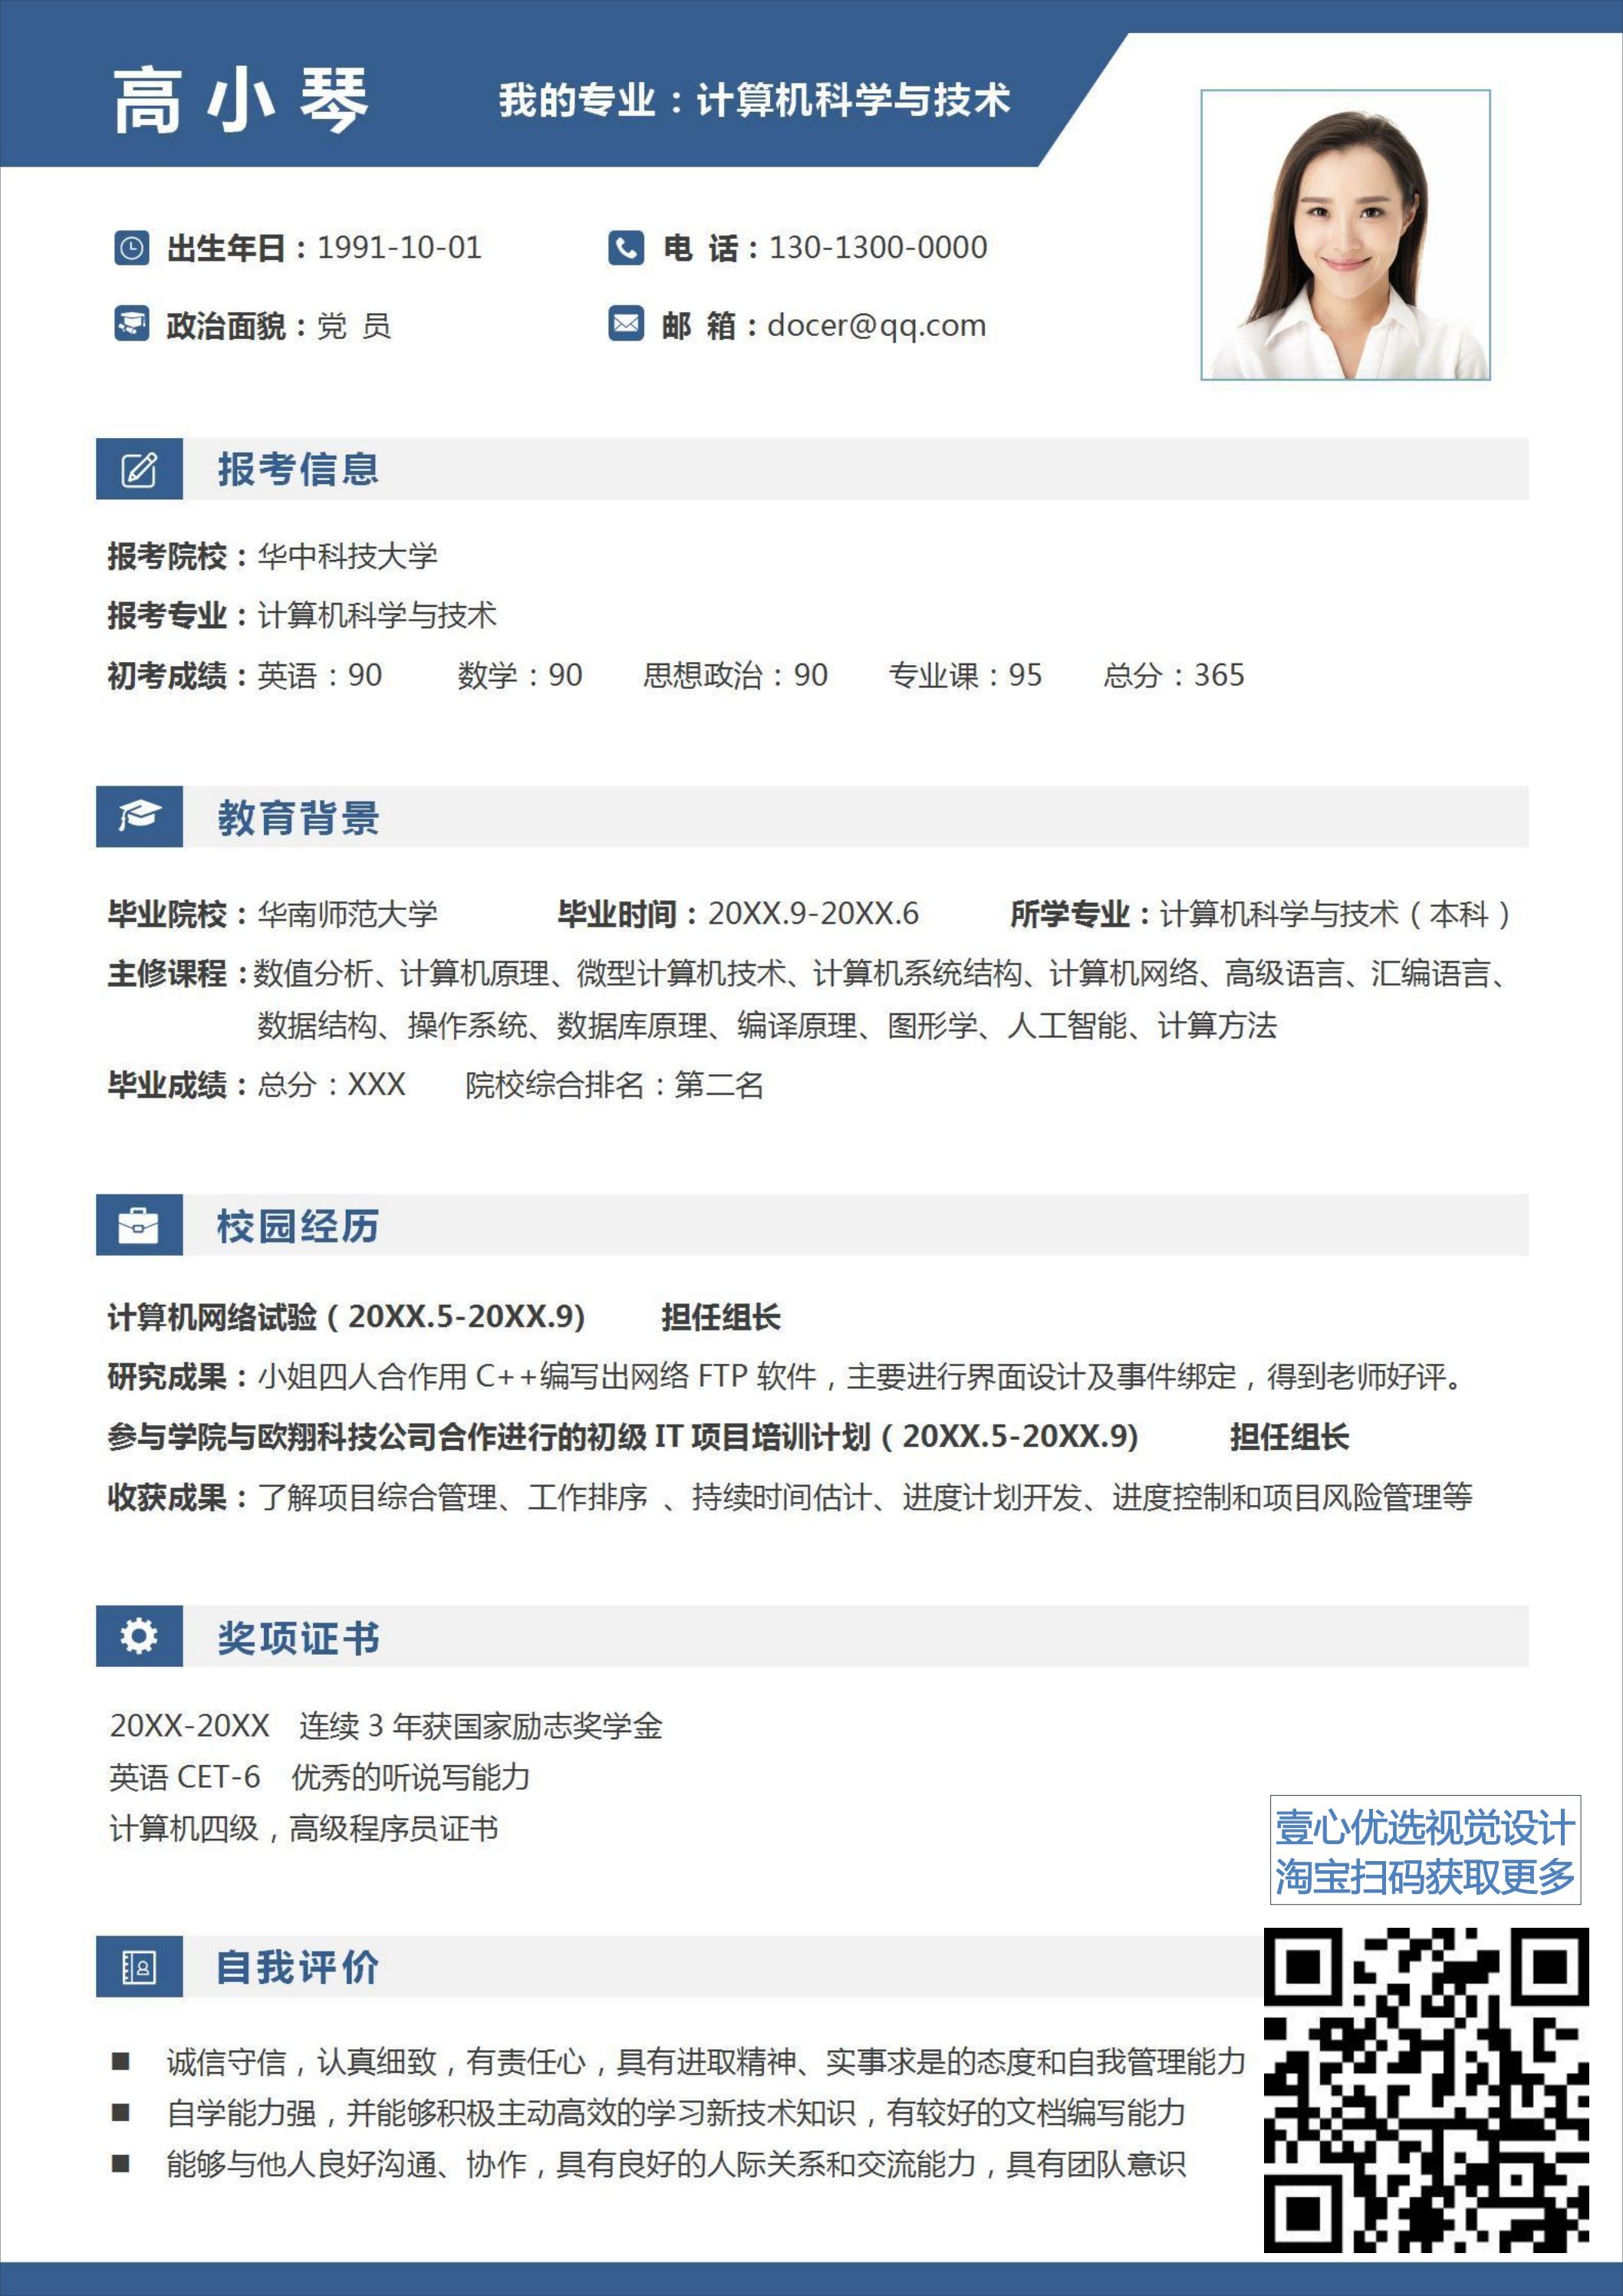 高小琴
我的专业：计算机科学与技术
出生年日：1991-10-01
电 话：130-1300-0000
政治面貌：党 员
邮 箱：docer@qq.com
报考信息
报考院校：华中科技大学
报考专业：计算机科学与技术
初考成绩：英语：90 数学：90 思想政治：90 专业课：95 总分：365
教育背景
毕业院校：华南师范大学 毕业时间：20XX.9-20XX.6 所学专业：计算机科学与技术（本科）
主修课程：数值分析、计算机原理、微型计算机技术、计算机系统结构、计算机网络、高级语言、汇编语言、
数据结构、操作系统、数据库原理、编译原理、图形学、人工智能、计算方法
毕业成绩：总分：XXX 院校综合排名：第二名
校园经历
计算机网络试验（20XX.5-20XX.9) 担任组长
研究成果：小姐四人合作用 C++编写出网络 FTP 软件，主要进行界面设计及事件绑定，得到老师好评。
参与学院与欧翔科技公司合作进行的初级 IT 项目培训计划（20XX.5-20XX.9) 担任组长
收获成果：了解项目综合管理、工作排序 、持续时间估计、进度计划开发、进度控制和项目风险管理等
奖项证书
20XX-20XX 连续 3 年获国家励志奖学金
英语 CET-6 优秀的听说写能力
计算机四级，高级程序员证书
壹心优选视觉设计
淘宝扫码获取更多
自我评价
■ 诚信守信，认真细致，有责任心，具有进取精神、实事求是的态度和自我管理能力
■ 自学能力强，并能够积极主动高效的学习新技术知识，有较好的文档编写能力
■ 能够与他人良好沟通、协作，具有良好的人际关系和交流能力，具有团队意识